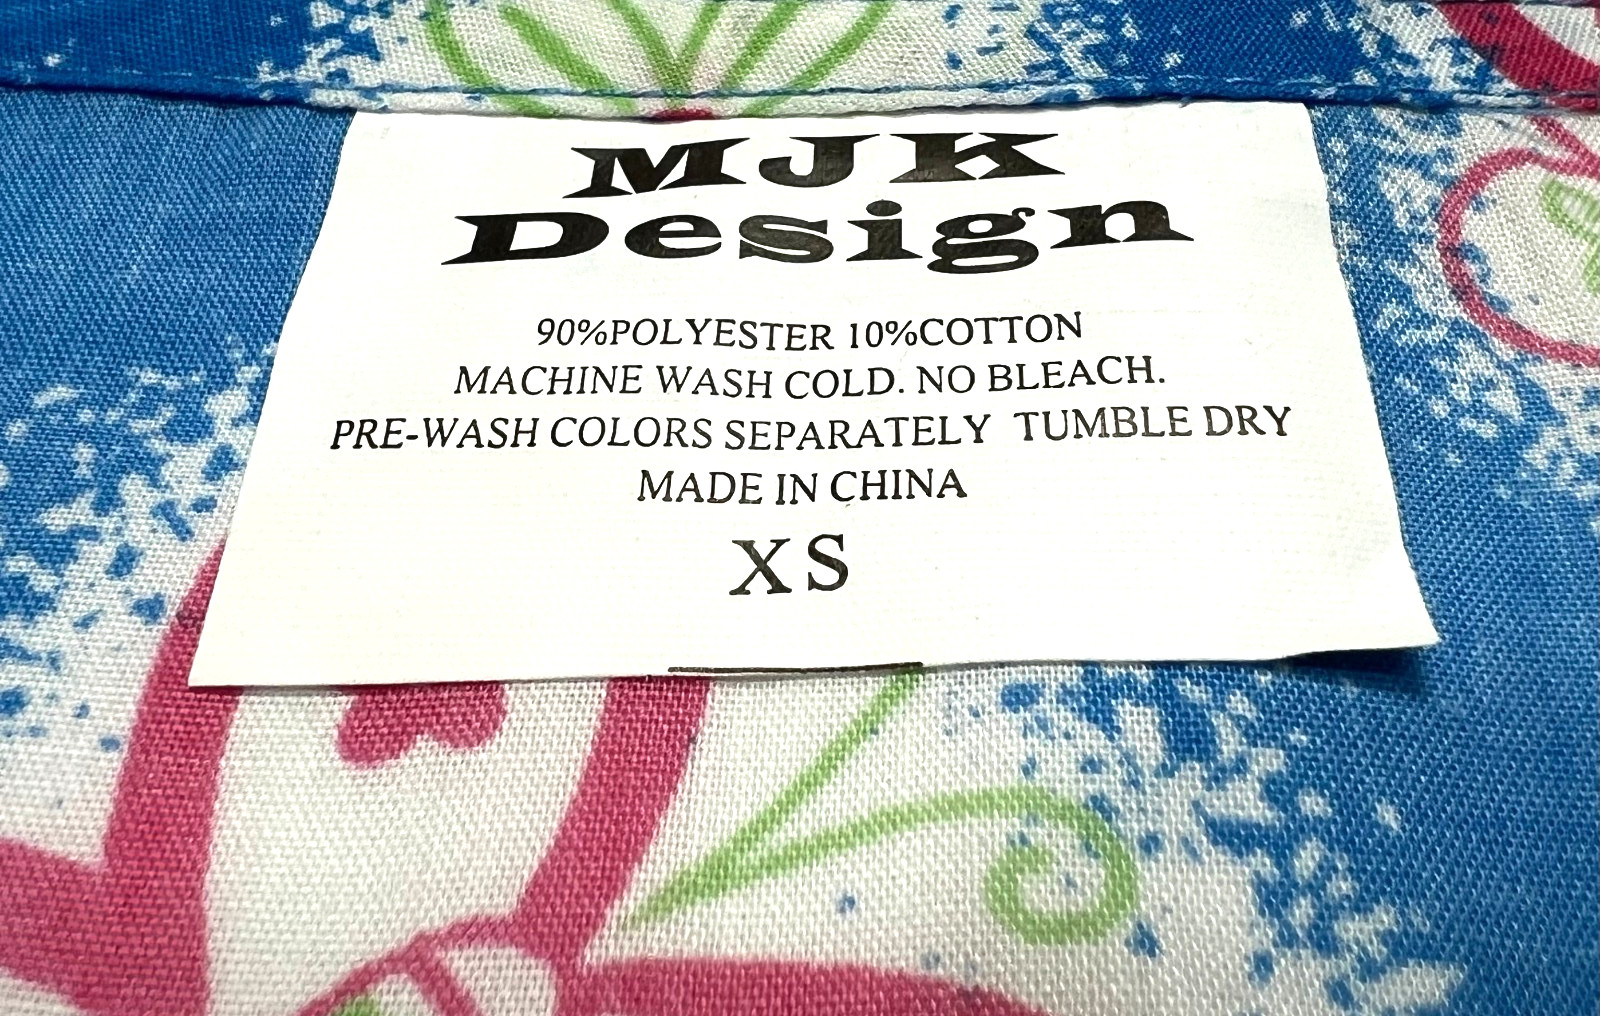 MJK
Design
90%POLYESTER 10%COTTON
MACHINE WASH COLD. NO BLEACH.
PRE-WASH COLORS SEPARATELY TUMBLE DRY
MADE IN CHINA
XS